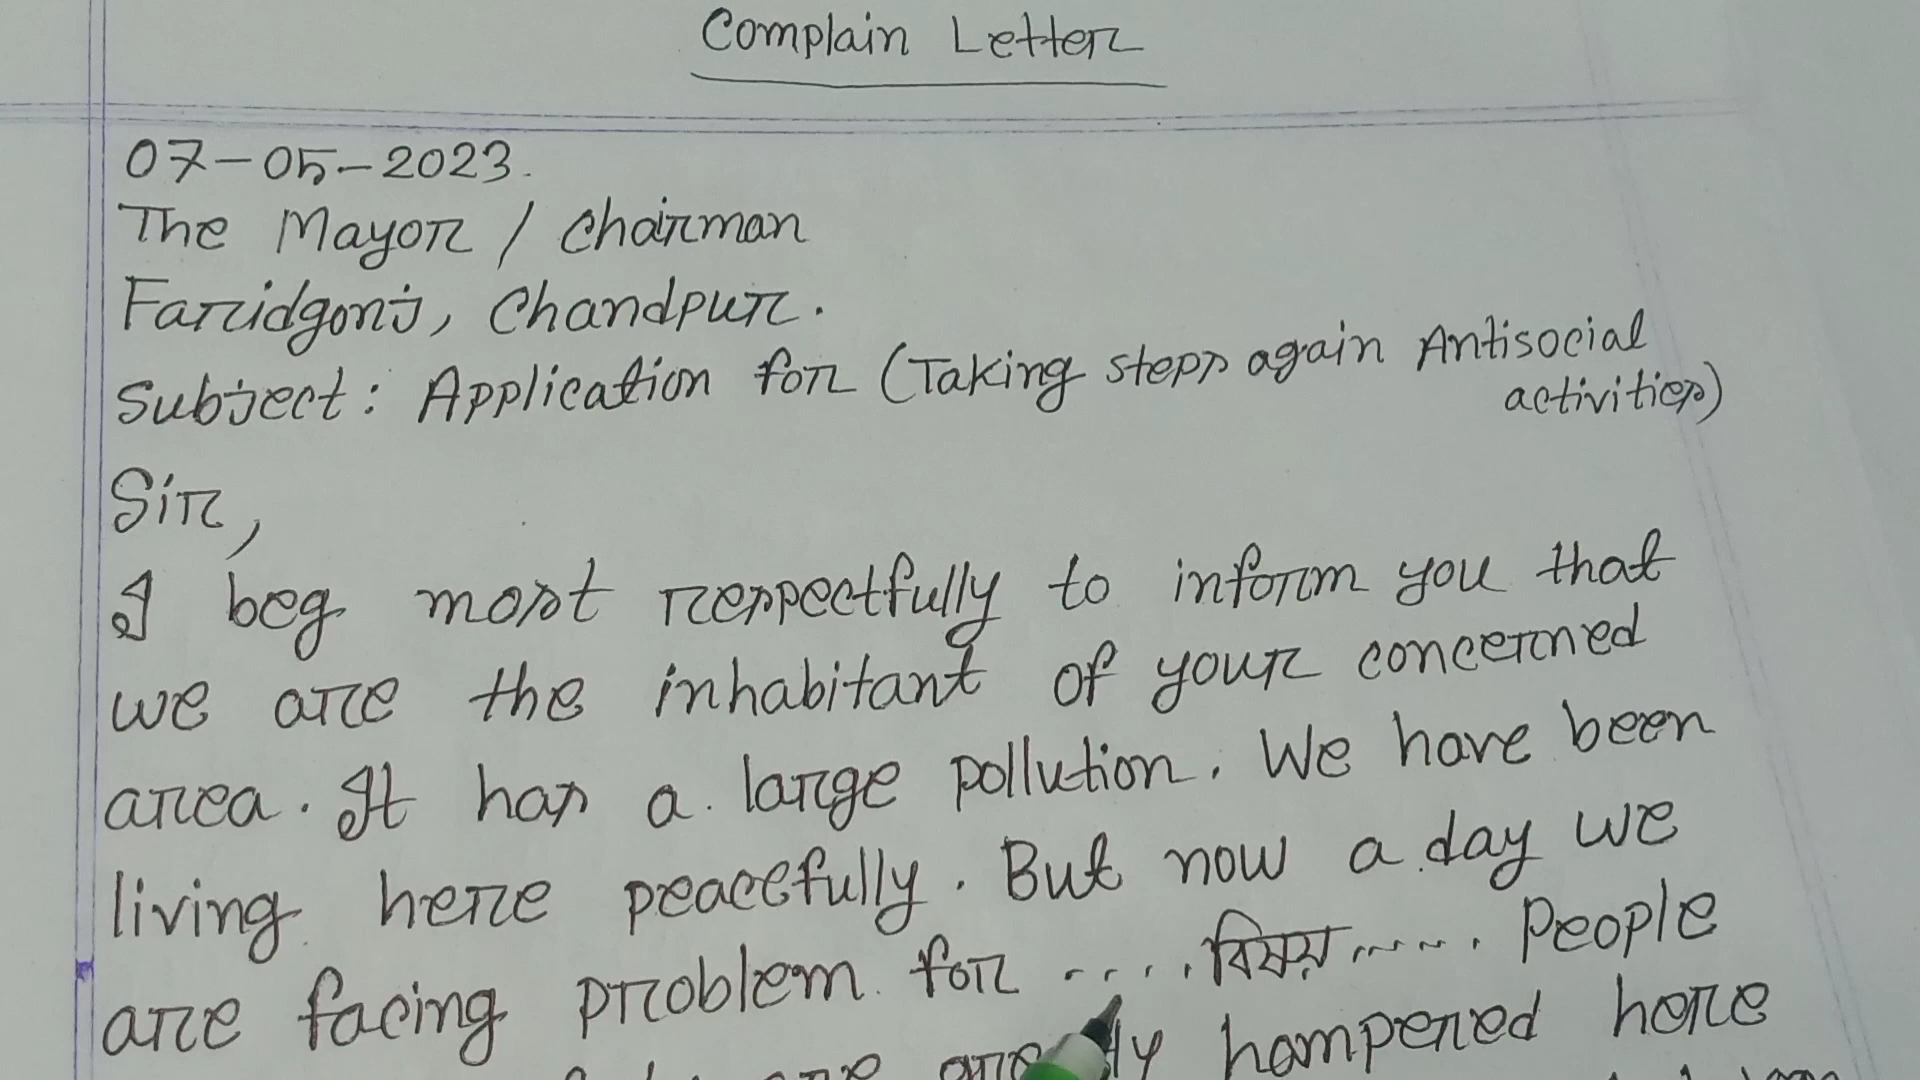 Complain Letter
07-05-2023.
The Mayor / Chairman
Faridgonj, Chandpur.
Subject: Application for (Taking steps again Antisocial
activities)
Sir,
I beg most respectfully to inform you that
we are the inhabitant of your concerned
area. It has a large pollution. We have been
living here peacefully. But now a day we
are facing problem for .....বিষয়...... People
hampered here